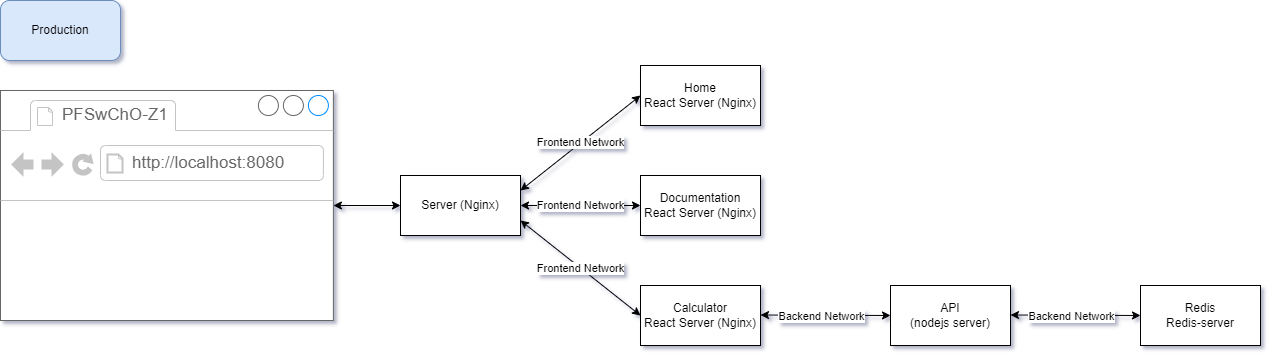 Production
PFSwChO-Z1
http://localhost:8080
Server (Nginx)
Frontend Network
Home
React Server (Nginx)
Frontend Network
Documentation
React Server (Nginx)
Frontend Network
Calculator
React Server (Nginx)
Backend Network
API
(nodejs server)
Backend Network
Redis
Redis-server